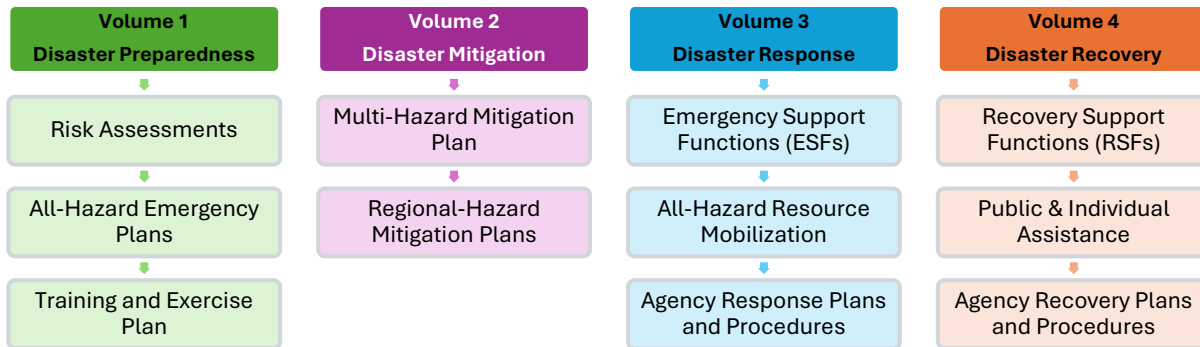 Volume 1
Disaster Preparedness
Risk Assessments
All-Hazard Emergency
Plans
Training and Exercise
Plan
Volume 2
Disaster Mitigation
Multi-Hazard Mitigation
Plan
Regional-Hazard
Mitigation Plans
Volume 3
Disaster Response
Emergency Support
Functions (ESFs)
All-Hazard Resource
Mobilization
Agency Response Plans
and Procedures
Volume 4
Disaster Recovery
Recovery Support
Functions (RSFs)
Public & Individual
Assistance
Agency Recovery Plans
and Procedures